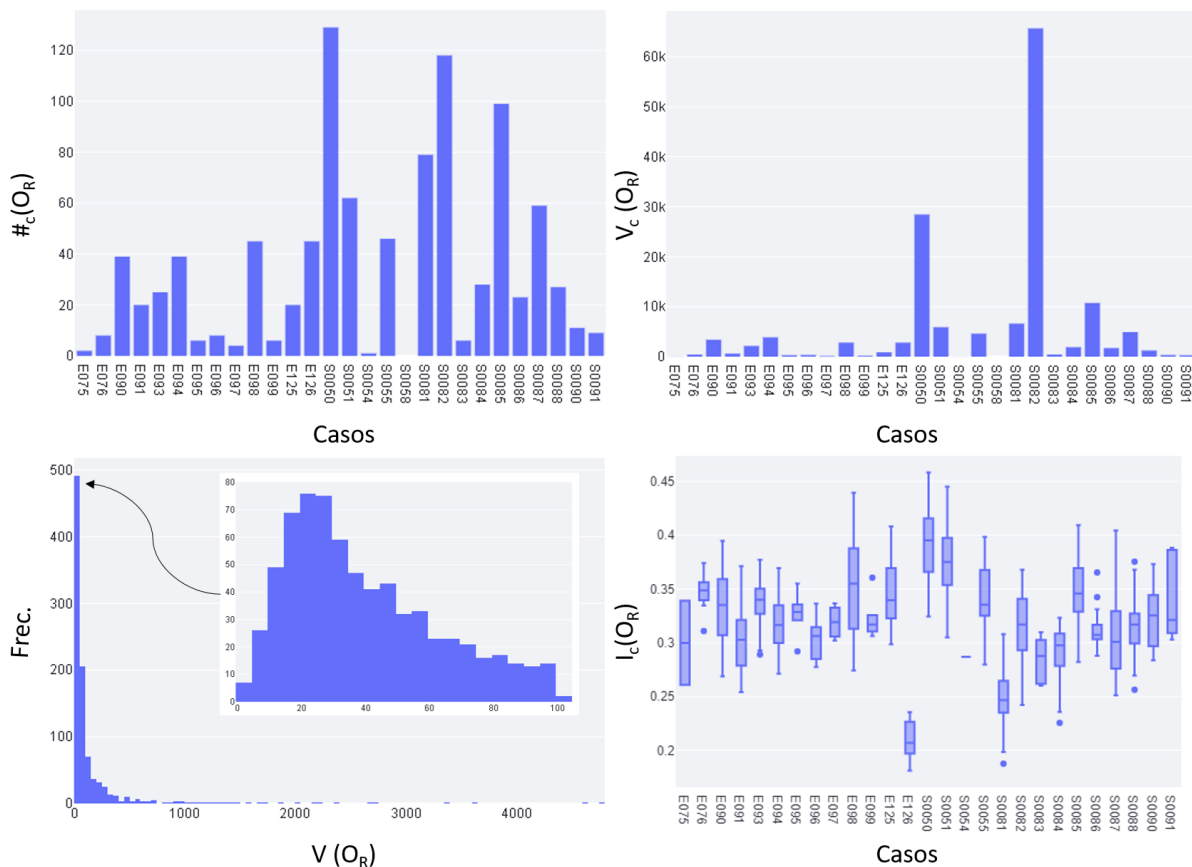 #c(OR)
120
100
80
60
40
20
0
E075 E076 E090 E091 E093 E094 E095 E096 E097 E098 E099 E125 E126 S0050 S0051 S0054 S0055 S0058 S0081 S0082 S0083 S0084 S0085 S0086 S0087 S0088 S0090 S0091
Casos
Vc (OR)
60k
50k
40k
30k
20k
10k
0
E075 E076 E090 E091 E093 E094 E095 E096 E097 E098 E099 E125 E126 S0050 S0051 S0054 S0055 S0058 S0081 S0082 S0083 S0084 S0085 S0086 S0087 S0088 S0090 S0091
Casos
Frec.
500
400
300
200
100
0
0 1000 2000 3000 4000
V (OR)
80
70
60
50
40
30
20
10
0
0 20 40 60 80 100
Ic(OR)
0.45
0.4
0.35
0.3
0.25
0.2
E075 E076 E090 E091 E093 E094 E095 E096 E097 E098 E099 E125 E126 S0050 S0051 S0054 S0055 S0081 S0082 S0083 S0084 S0085 S0086 S0087 S0088 S0090 S0091
Casos